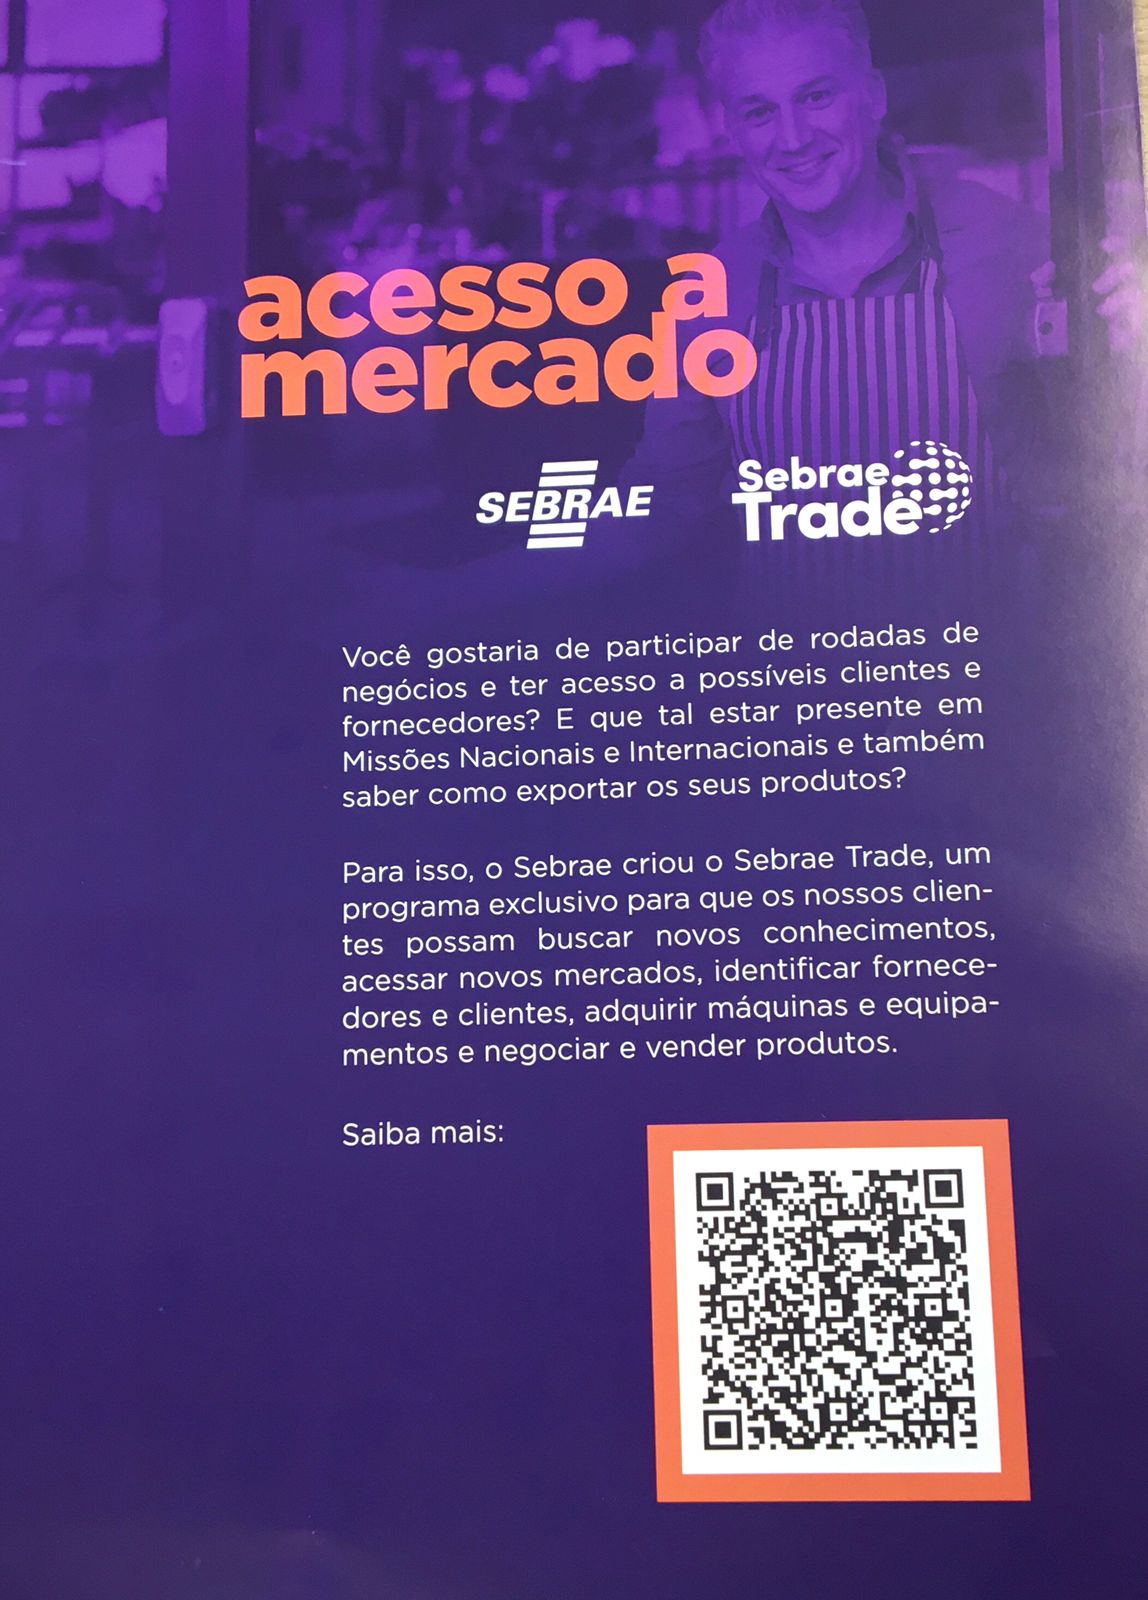 acesso a
mercado
SEBRAE
Sebrae
Trade
Você gostaria de participar de rodadas de
negócios e ter acesso a possíveis clientes e
fornecedores? E que tal estar presente em
Missões Nacionais e Internacionais e também
saber como exportar os seus produtos?
Para isso, o Sebrae criou o Sebrae Trade, um
programa exclusivo para que os nossos clien-
tes possam buscar novos conhecimentos,
acessar novos mercados, identificar fornece-
dores e clientes, adquirir máquinas e equipa-
mentos e negociar e vender produtos.
Saiba mais: